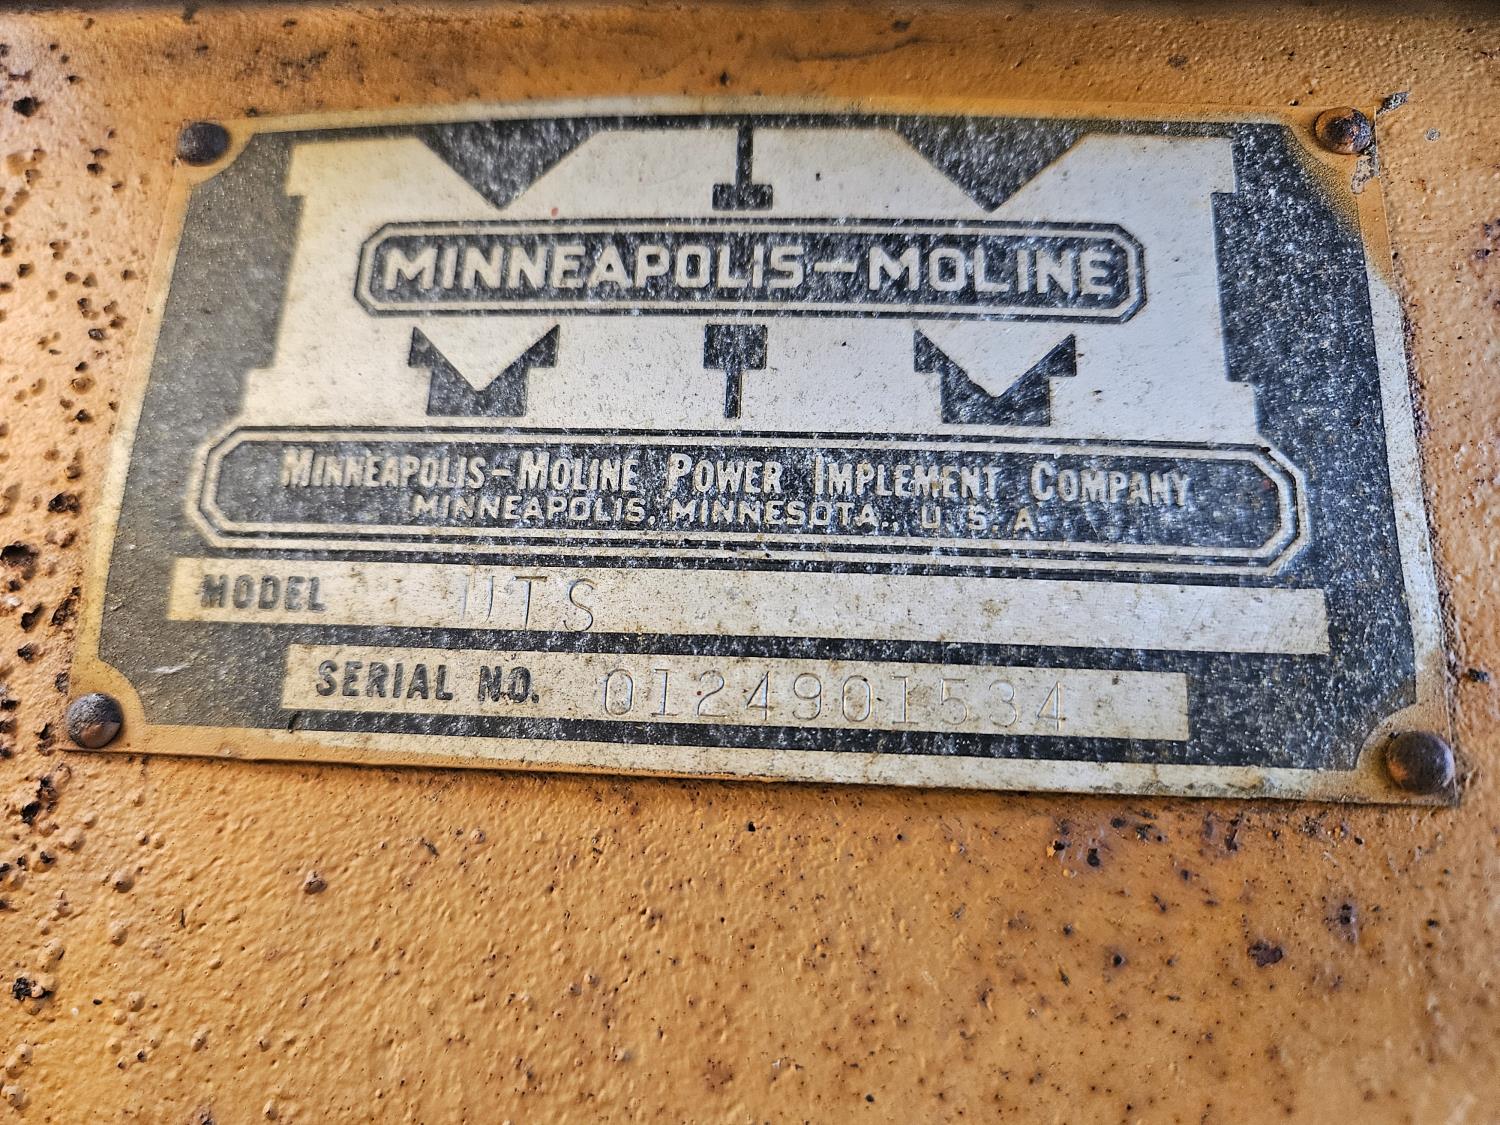 MINNEAPOLIS-MOLINE
MINNEAPOLIS-MOLINE POWER IMPLEMENT COMPANY
MINNEAPOLIS, MINNESOTA., U. S. A.
MODEL UTS
SERIAL NO. 0124901534